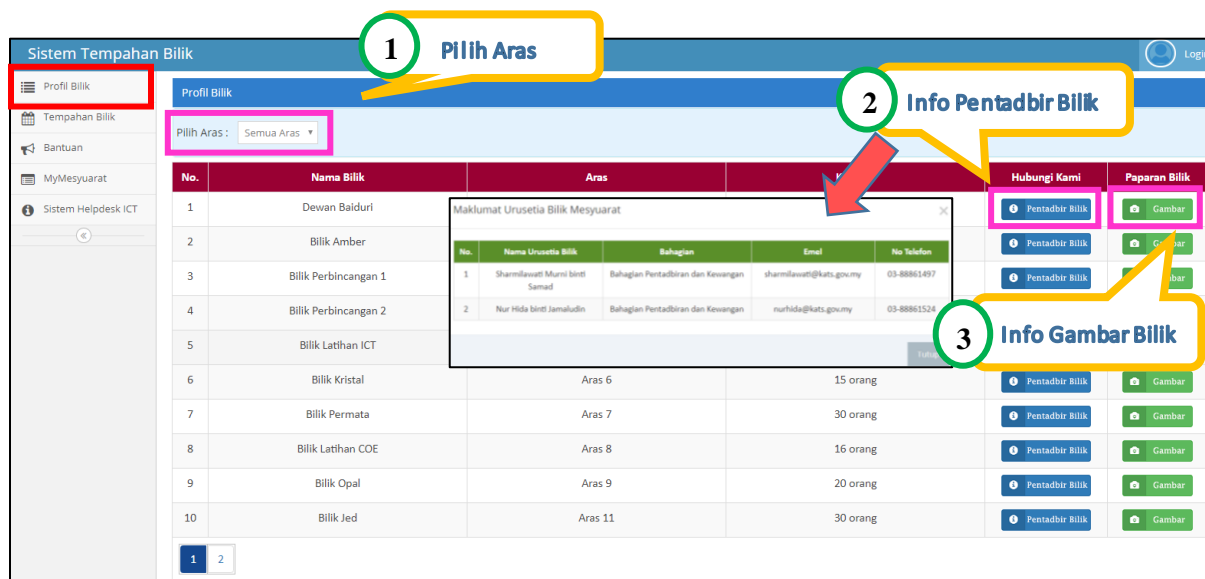 1 Pilih Aras
Sistem Tempahan Bilik
Profil Bilik
Tempahan Bilik
Bantuan
MyMesyuarat
Sistem Helpdesk ICT
Profil Bilik
2 Info Pentadbir Bilik
Pilih Aras : Semua Aras
No. Nama Bilik Aras Hubungi Kami Paparan Bilik
1 Dewan Baiduri Pentadbir Bilik Gambar
2 Bilik Amber Pentadbir Bilik
3 Bilik Perbincangan 1 Pentadbir Bilik
4 Bilik Perbincangan 2
5 Bilik Latihan ICT
Maklumat Urusetia Bilik Mesyuarat
No. Nama Urusetia Bilik Bahagian Emel No Telefon
1 Sharmilawati Murni binti Bahagian Pentadbiran dan Kewangan sharmilawati@kats.gov.my 03-88861497
Samad
2 Nur Hida binti Jamaludin Bahagian Pentadbiran dan Kewangan nurhida@kats.gov.my 03-88861524
3 Info Gambar Bilik
6 Bilik Kristal Aras 6 15 orang Pentadbir Bilik Gambar
7 Bilik Permata Aras 7 30 orang Pentadbir Bilik Gambar
8 Bilik Latihan COE Aras 8 16 orang Pentadbir Bilik Gambar
9 Bilik Opal Aras 9 20 orang Pentadbir Bilik Gambar
10 Bilik Jed Aras 11 30 orang Pentadbir Bilik Gambar
1 2